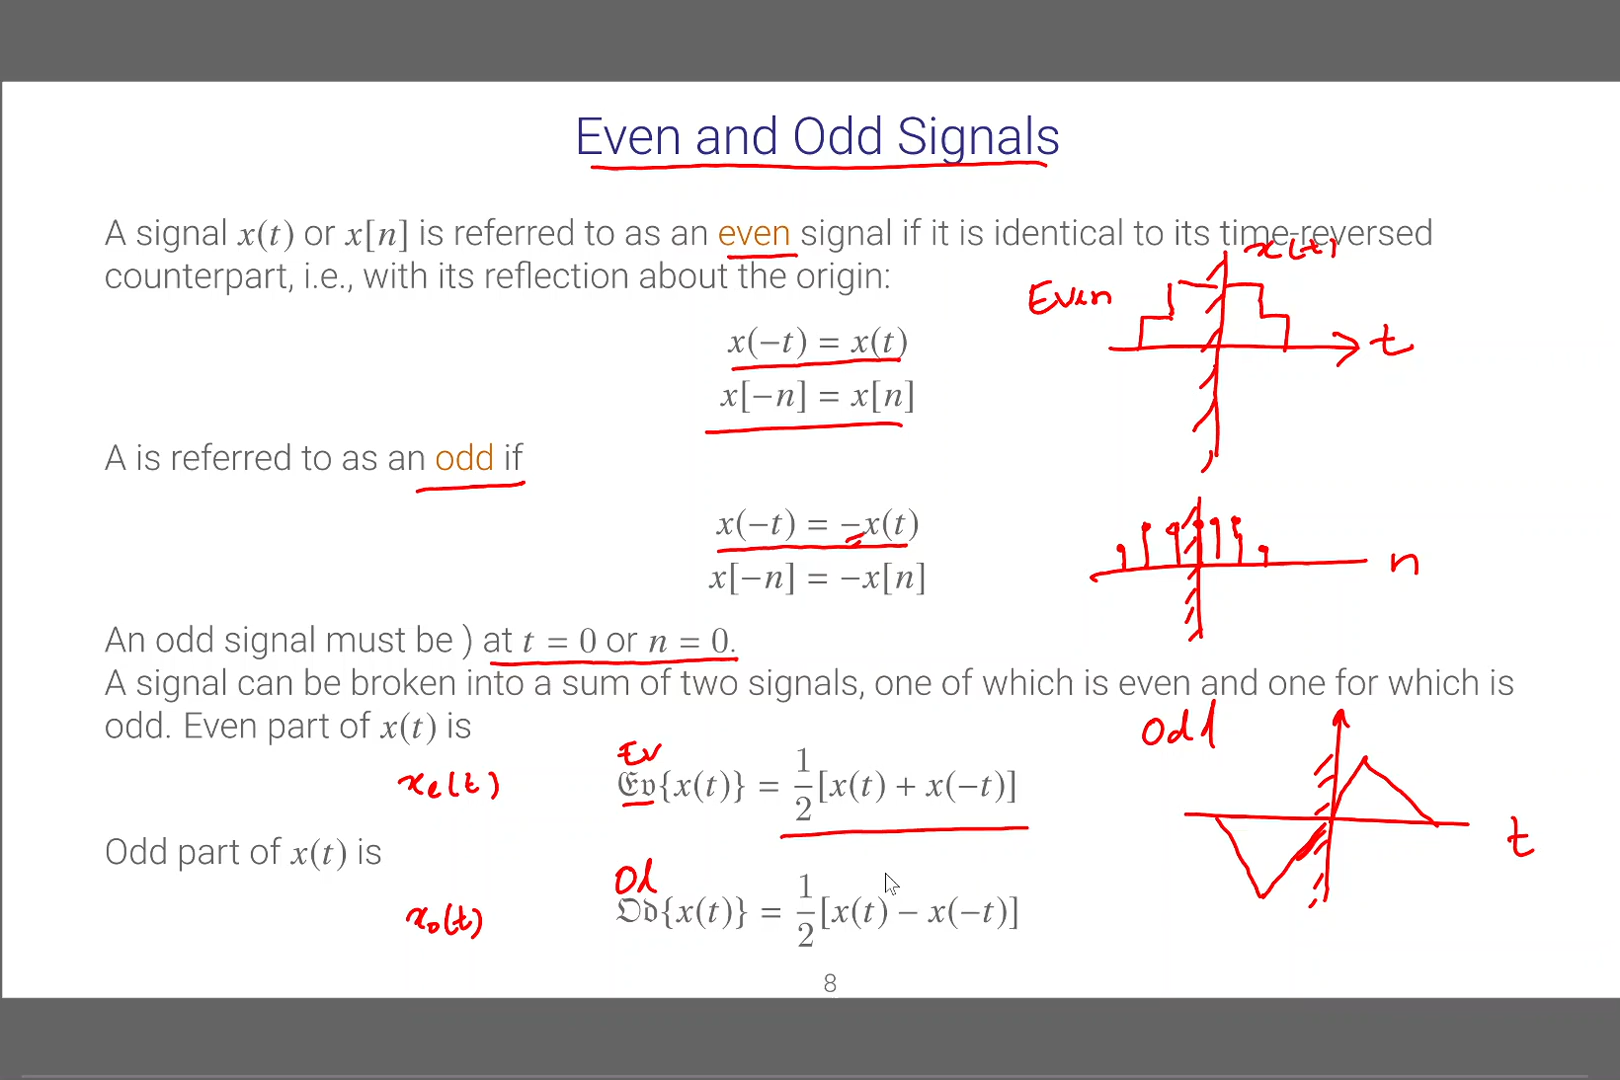 Even and Odd Signals
A signal x(t) or x[n] is referred to as an even signal if it is identical to its time-reversed
counterpart, i.e., with its reflection about the origin:
x(t)
Even
x(−t) = x(t)
t
x[−n] = x[n]
A is referred to as an odd if
x(−t) = −x(t)
n
x[−n] = −x[n]
An odd signal must be ) at t = 0 or n = 0.
A signal can be broken into a sum of two signals, one of which is even and one for which is
odd. Even part of x(t) is
Odd
Ev
xe(t)
𝔈𝔳{x(t)} = 1/2[x(t) + x(−t)]
t
Odd part of x(t) is
Od
xo(t)
𝔒𝔡{x(t)} = 1/2[x(t) − x(−t)]
8